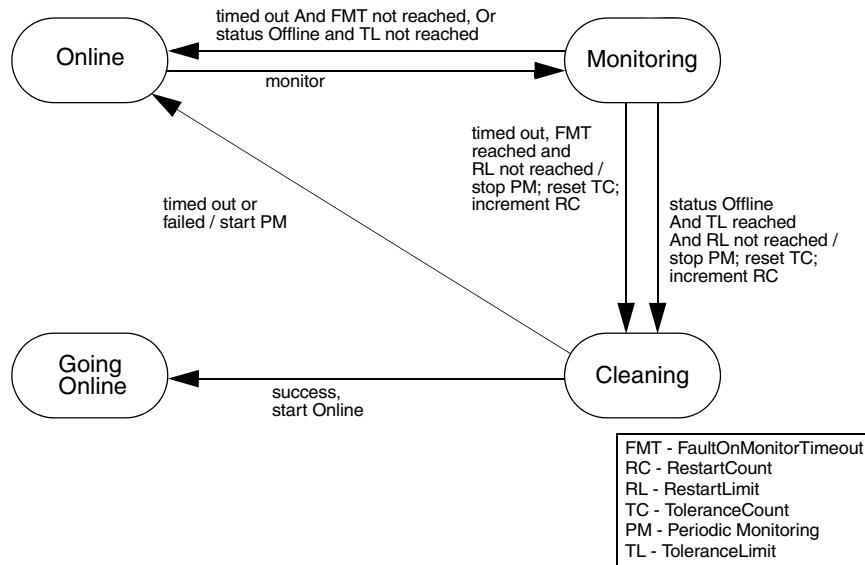 timed out And FMT not reached, Or
status Offline and TL not reached
Online
Monitoring
monitor
timed out, FMT
reached and
RL not reached /
stop PM; reset TC;
increment RC
timed out or
failed / start PM
status Offline
And TL reached
And RL not reached /
stop PM; reset TC;
increment RC
Going
Online
Cleaning
success,
start Online
FMT - FaultOnMonitorTimeout
RC - RestartCount
RL - RestartLimit
TC - ToleranceCount
PM - Periodic Monitoring
TL - ToleranceLimit